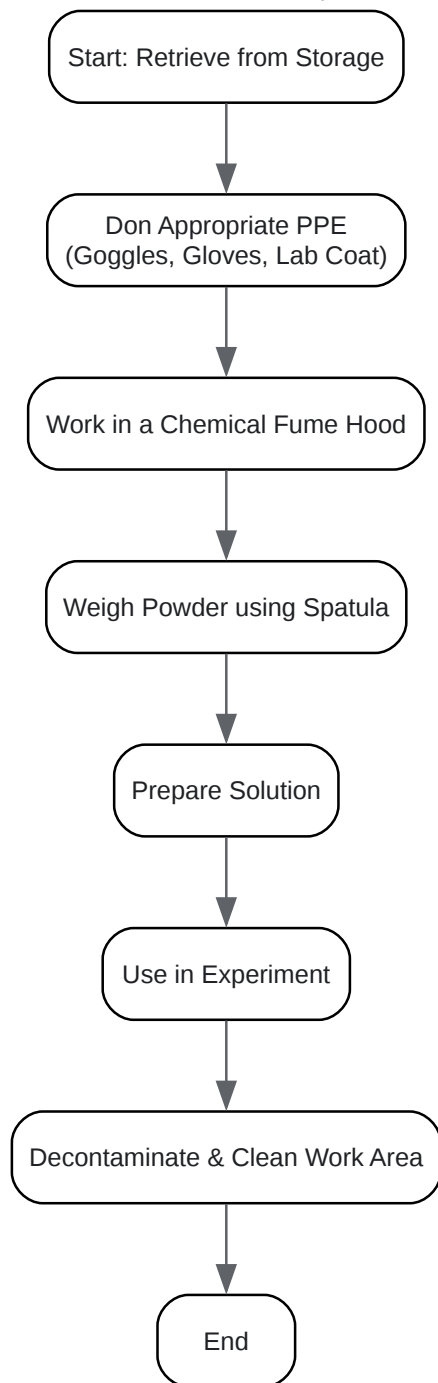 Start: Retrieve from Storage
Don Appropriate PPE
(Goggles, Gloves, Lab Coat)
Work in a Chemical Fume Hood
Weigh Powder using Spatula
Prepare Solution
Use in Experiment
Decontaminate & Clean Work Area
End